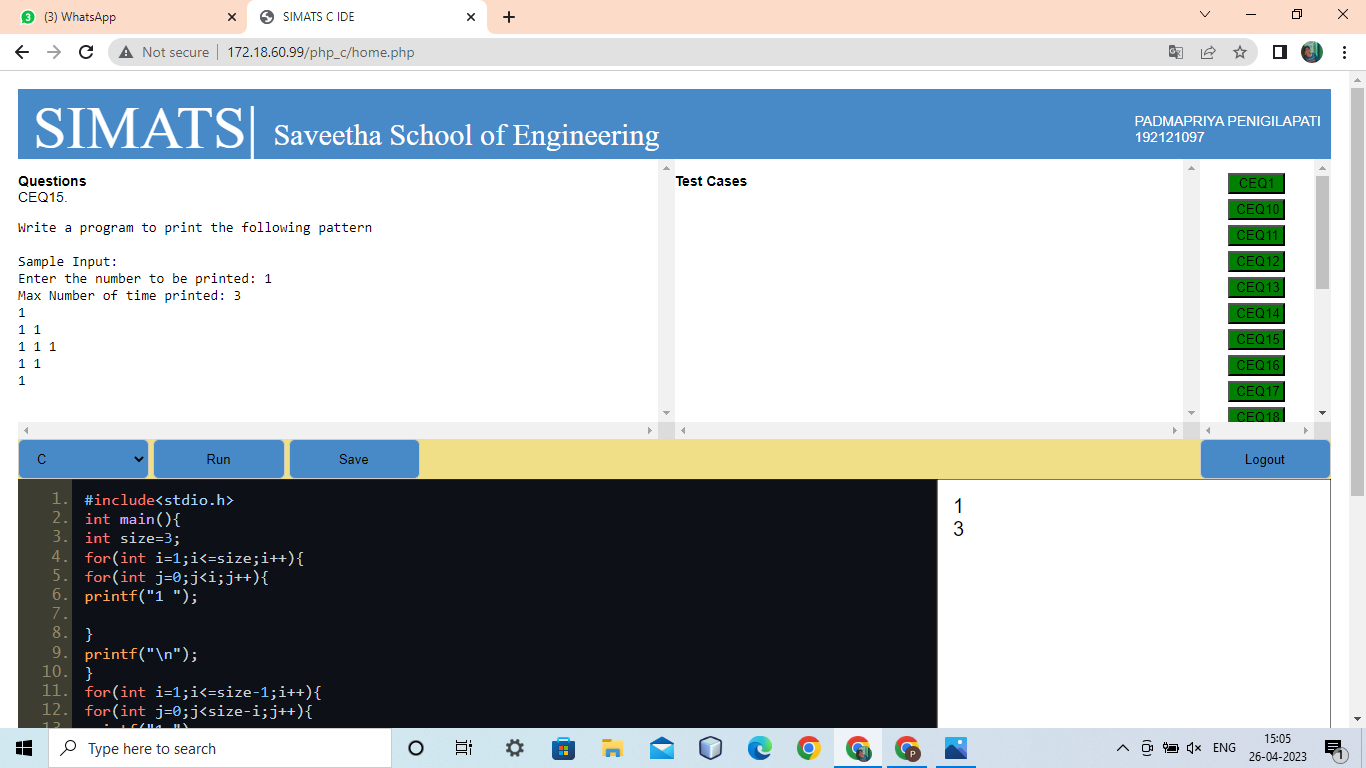 (3) WhatsApp
SIMATS C IDE
Not secure
172.18.60.99/php_c/home.php
SIMATS| Saveetha School of Engineering
PADMAPRIYA PENIGILAPATI
192121097
Questions
CEQ15.
Write a program to print the following pattern
Sample Input:
Enter the number to be printed: 1
Max Number of time printed: 3
1
1 1
1 1 1
1 1
1
Test Cases
CEQ1
CEQ10
CEQ11
CEQ12
CEQ13
CEQ14
CEQ15
CEQ16
CEQ17
CEQ18
C
Run
Save
Logout
1. #include<stdio.h>
2. int main(){
3. int size=3;
4. for(int i=1;i<=size;i++){
5. for(int j=0;j<i;j++){
6. printf("1 ");
7.
8. }
9. printf("\n");
10. }
11. for(int i=1;i<=size-1;i++){
12. for(int j=0;j<size-i;j++){
1
3
Type here to search
P
ENG
15:05
26-04-2023
1